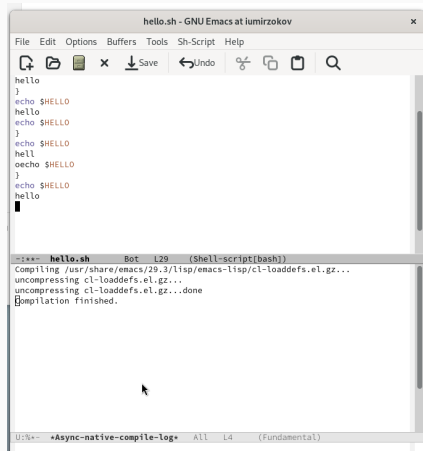 hello.sh - GNU Emacs at iumirzokov ×
File Edit Options Buffers Tools Sh-Script Help
Save Undo
hello
}
echo $HELLO
hello
echo $HELLO
}
echo $HELLO
hell
oecho $HELLO
}
echo $HELLO
hello
-:**- hello.sh Bot L29 (Shell-script[bash])
Compiling /usr/share/emacs/29.3/lisp/emacs-lisp/cl-loaddefs.el.gz...
uncompressing cl-loaddefs.el.gz...
uncompressing cl-loaddefs.el.gz...done
Compilation finished.
U:%*- *Async-native-compile-log* All L4 (Fundamental)